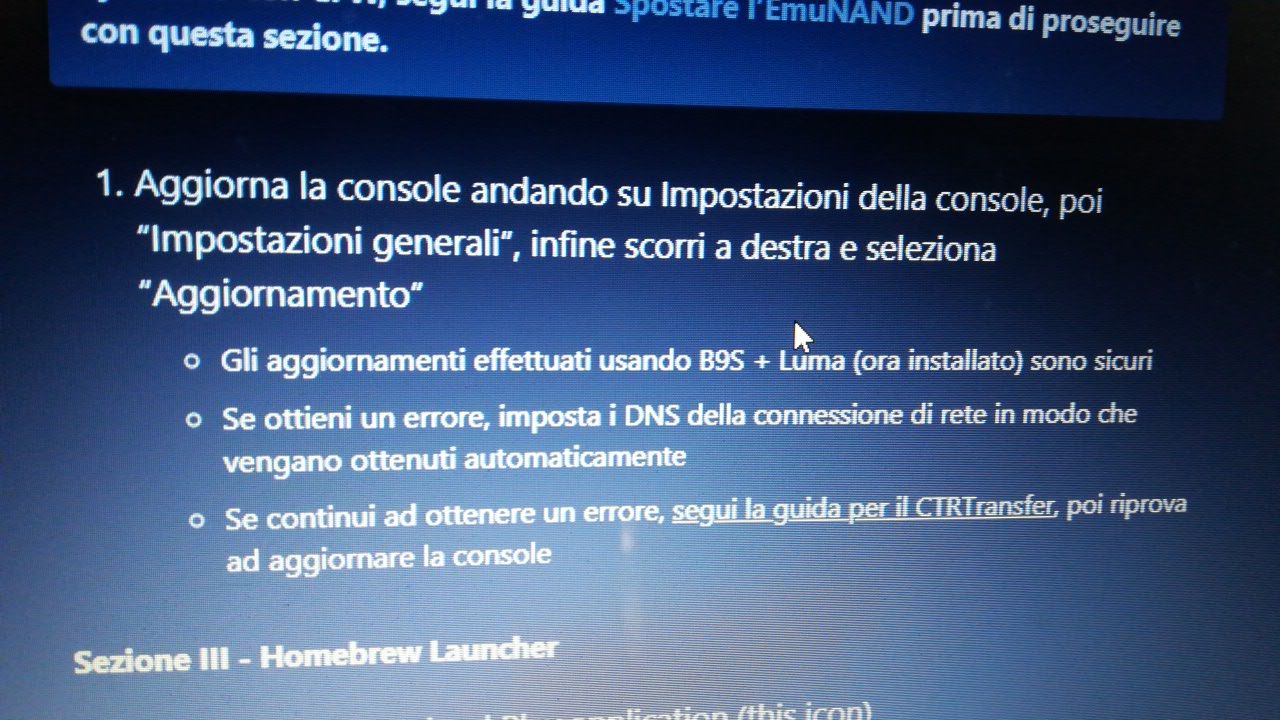 segui la guida Spostare l'EmuNAND prima di proseguire
con questa sezione.
1. Aggiorna la console andando su Impostazioni della console, poi
“Impostazioni generali”, infine scorri a destra e seleziona
“Aggiornamento”
Gli aggiornamenti effettuati usando B9S + Luma (ora installato) sono sicuri
Se ottieni un errore, imposta i DNS della connessione di rete in modo che
vengano ottenuti automaticamente
Se continui ad ottenere un errore, segui la guida per il CTRTransfer, poi riprova
ad aggiornare la console
Sezione III - Homebrew Launcher
application (this icon)